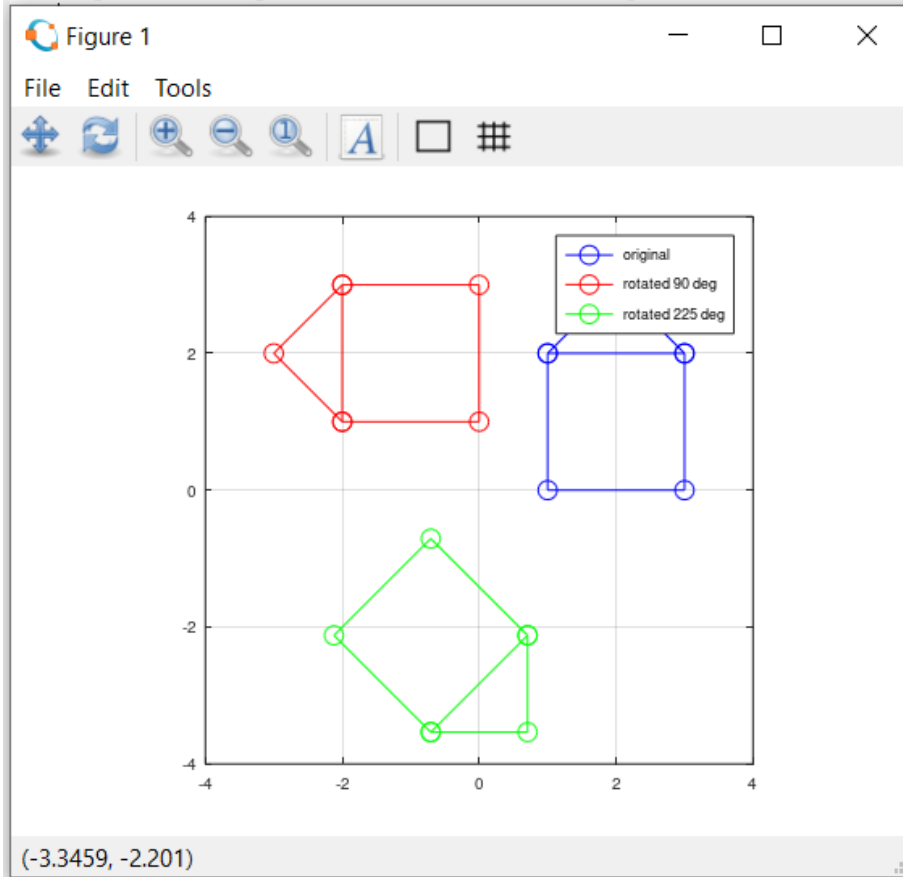 Figure 1
File Edit Tools
A
4
original
rotated 90 deg
rotated 225 deg
2
0
-2
-4
-4 -2 0 2 4
(-3.3459, -2.201)